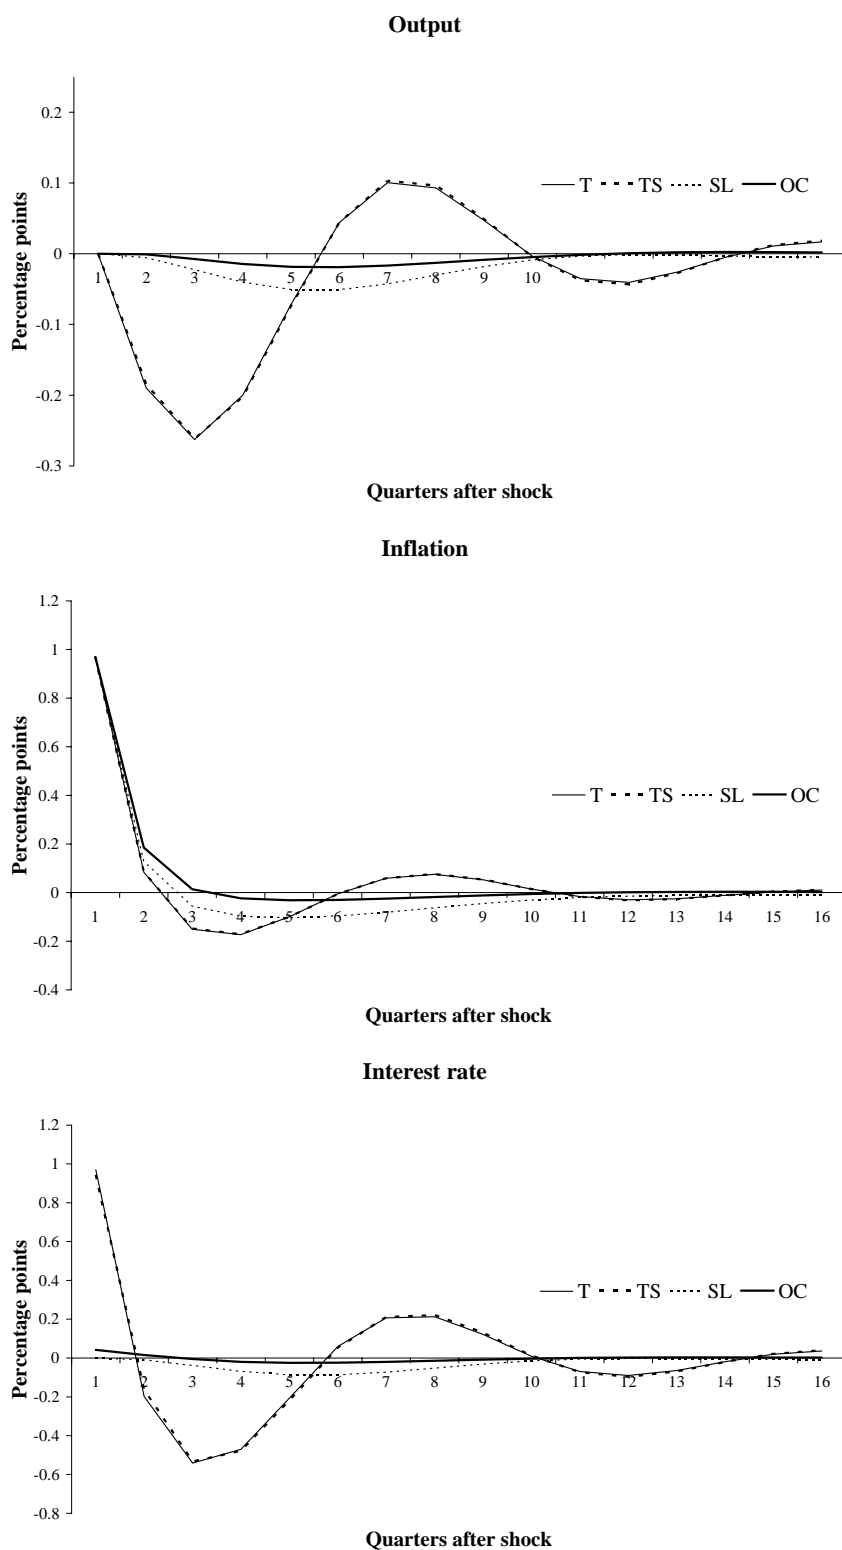 Output
Percentage points
0.2
0.1
0
-0.1
-0.2
-0.3
T TS SL OC
1 2 3 4 5 6 7 8 9 10
Quarters after shock
Inflation
Percentage points
1.2
1
0.8
0.6
0.4
0.2
0
-0.2
-0.4
T TS SL OC
1 2 3 4 5 6 7 8 9 10 11 12 13 14 15 16
Quarters after shock
Interest rate
Percentage points
1.2
1
0.8
0.6
0.4
0.2
0
-0.2
-0.4
-0.6
-0.8
T TS SL OC
1 2 3 4 5 6 7 8 9 10 11 12 13 14 15 16
Quarters after shock